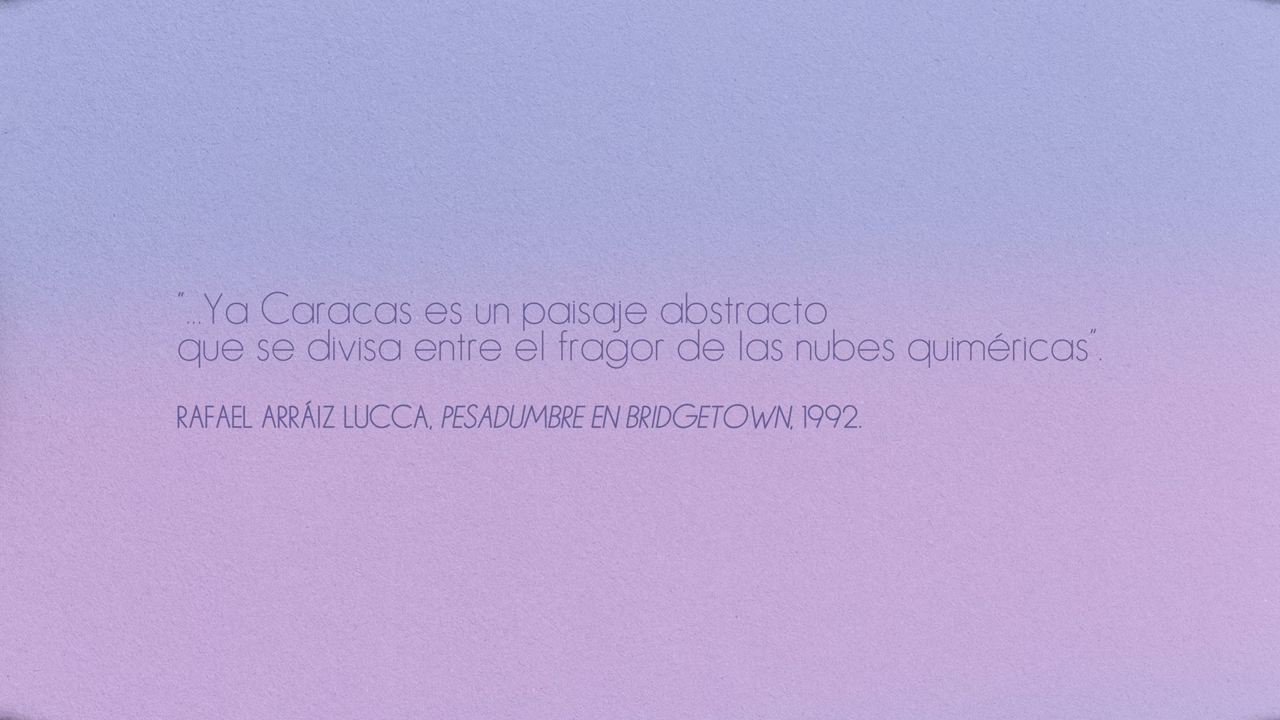 "...Ya Caracas es un paisaje abstracto
que se divisa entre el fragor de las nubes quiméricas".
RAFAEL ARRÁIZ LUCCA, PESADUMBRE EN BRIDGETOWN, 1992.